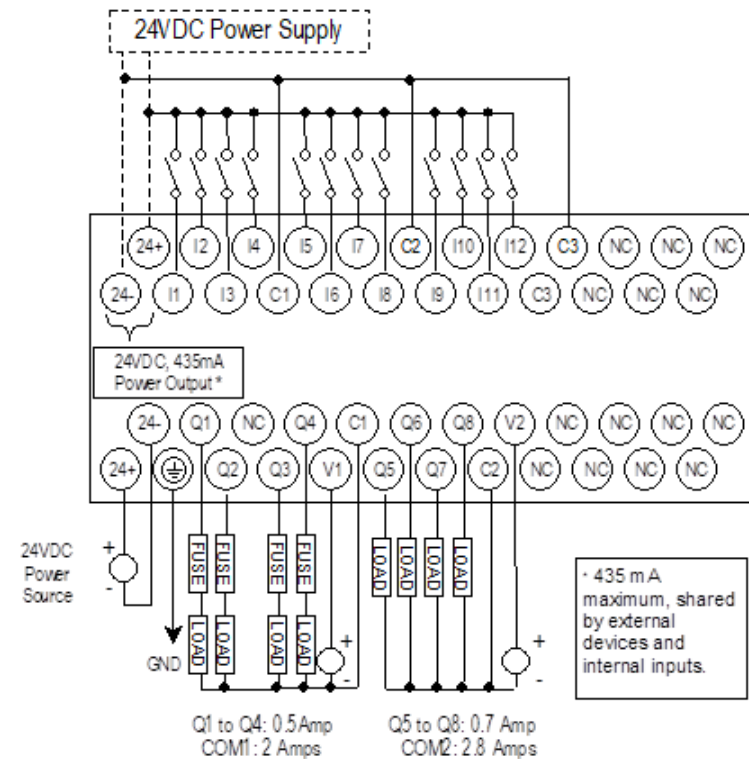 24VDC Power Supply
24+ I2 I4 I5 I7 C2 I10 I12 C3 NC NC NC
24- I1 I3 C1 I6 I8 I9 I11 C3 NC NC NC
24VDC, 435mA
Power Output *
24- Q1 NC Q4 C1 Q6 Q8 V2 NC NC NC NC
24+ Q2 Q3 V1 Q5 Q7 C2 NC NC NC NC
24VDC
Power
Source
+
-
GND
FUSE FUSE FUSE FUSE
LOAD LOAD LOAD LOAD
+
-
LOAD LOAD LOAD LOAD
+
-
* 435 mA
maximum, shared
by external
devices and
internal inputs.
Q1 to Q4: 0.5Amp
COM1: 2 Amps
Q5 to Q8: 0.7 Amp
COM2: 2.8 Amps